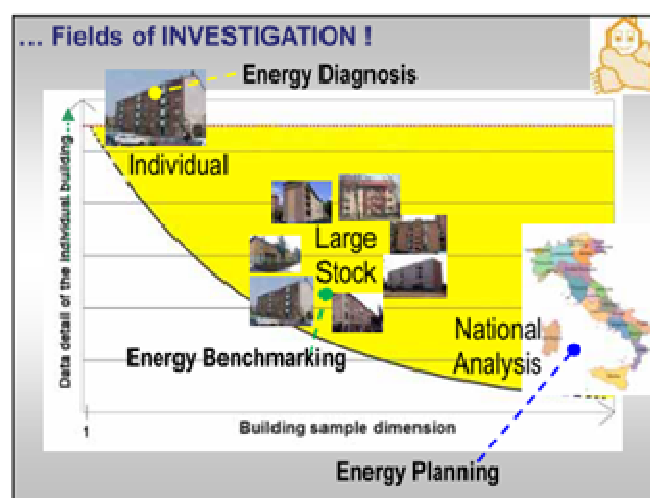 ... Fields of INVESTIGATION !
Energy Diagnosis
Individual
Large
Stock
National
Analysis
Energy Benchmarking
Data detail of the individual building
1
Building sample dimension
Energy Planning